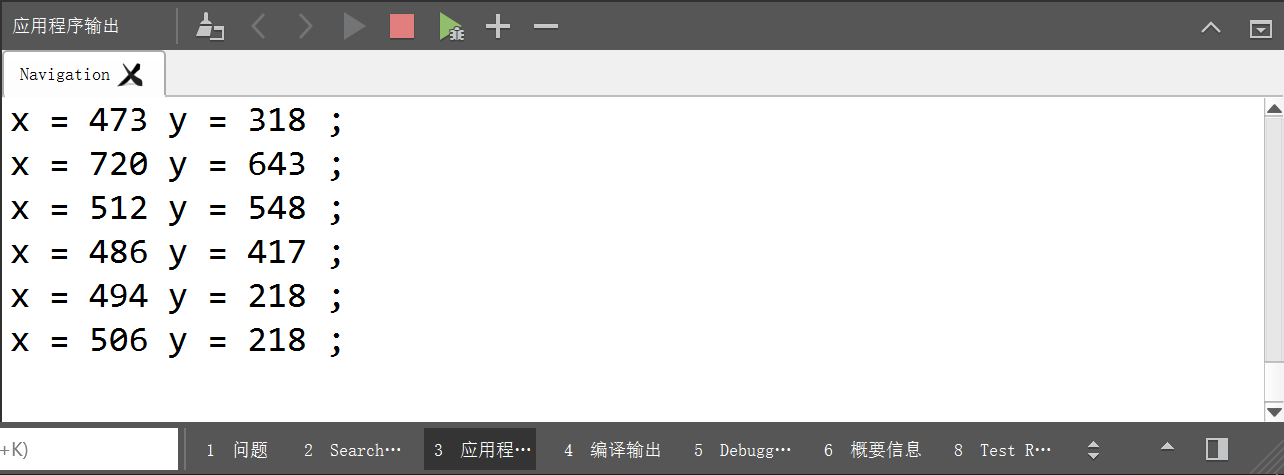 应用程序输出
Navigation
x = 473 y = 318 ;
x = 720 y = 643 ;
x = 512 y = 548 ;
x = 486 y = 417 ;
x = 494 y = 218 ;
x = 506 y = 218 ;
+K) 1 问题 2 Search… 3 应用程… 4 编译输出 5 Debugg… 6 概要信息 8 Test R…